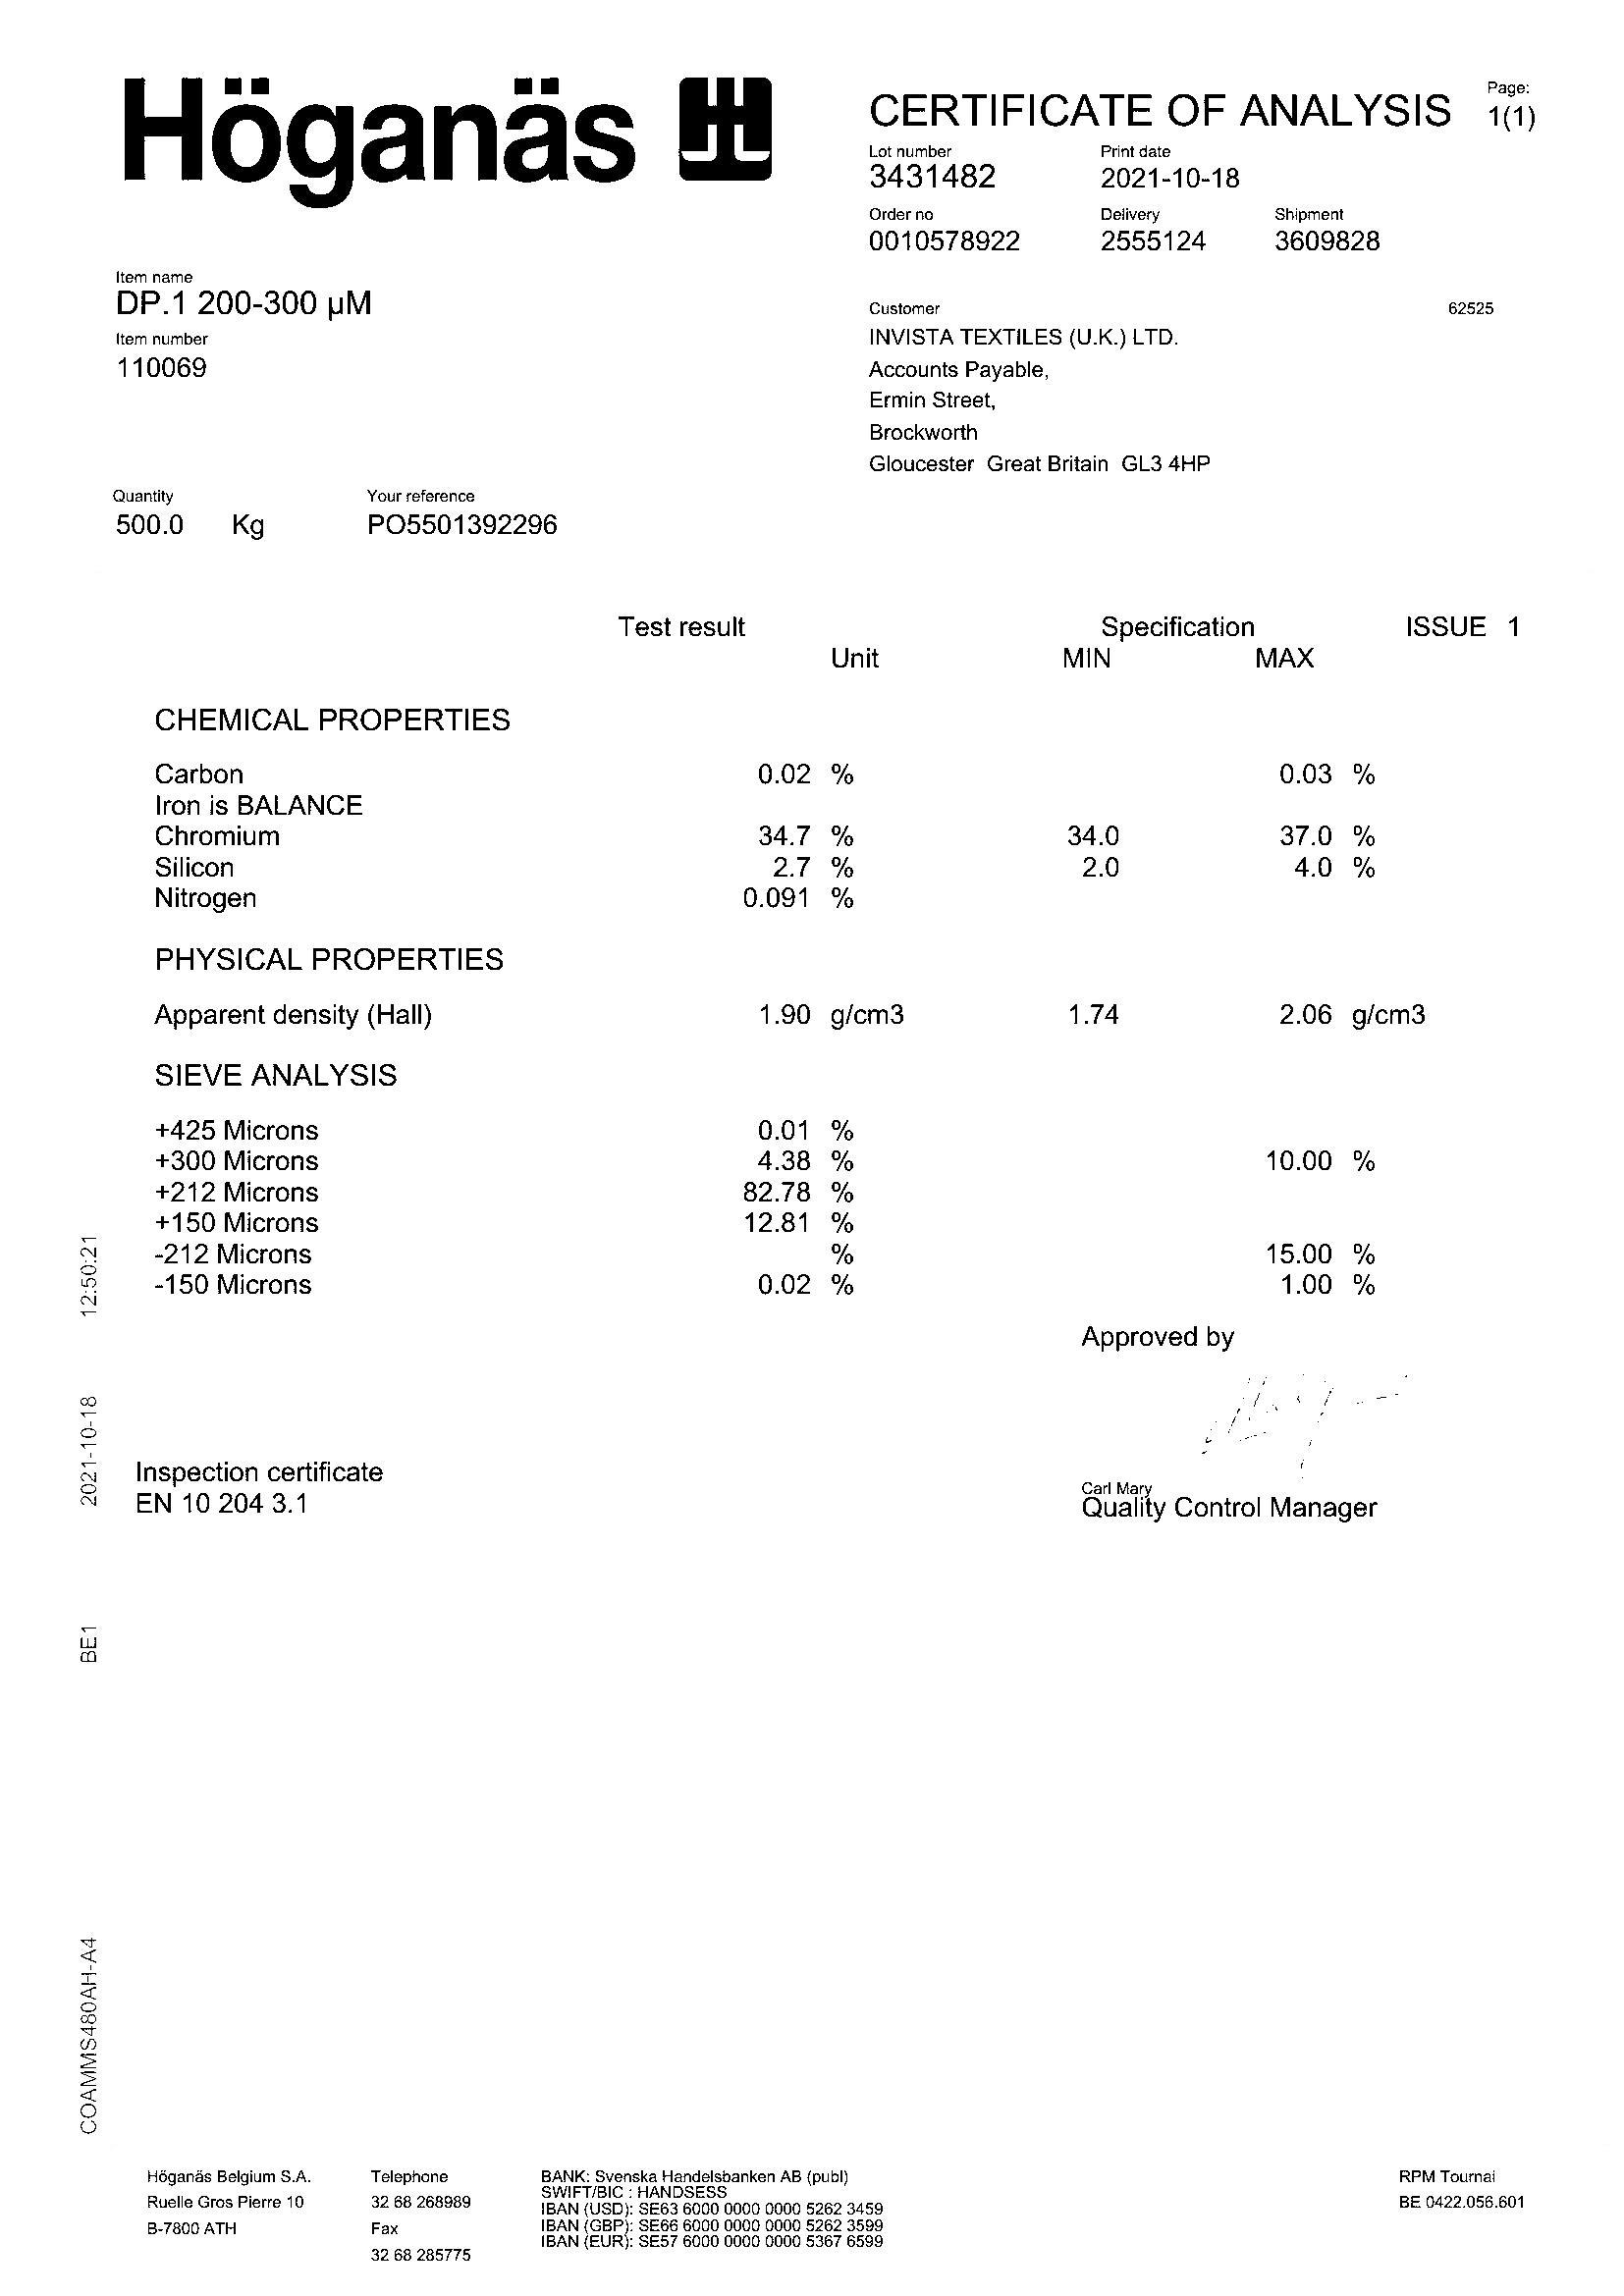 Höganäs
CERTIFICATE OF ANALYSIS
Page:
1(1)
Lot number Print date
3431482 2021-10-18
Order no Delivery Shipment
0010578922 2555124 3609828
Item name
DP.1 200-300 µM
Item number
110069
Customer 62525
INVISTA TEXTILES (U.K.) LTD.
Accounts Payable,
Ermin Street,
Brockworth
Gloucester Great Britain GL3 4HP
Quantity Your reference
500.0 Kg PO5501392296
Test result Specification ISSUE 1
Unit MIN MAX
CHEMICAL PROPERTIES
Carbon 0.02 % 0.03 %
Iron is BALANCE
Chromium 34.7 % 34.0 37.0 %
Silicon 2.7 % 2.0 4.0 %
Nitrogen 0.091 %
PHYSICAL PROPERTIES
Apparent density (Hall) 1.90 g/cm3 1.74 2.06 g/cm3
SIEVE ANALYSIS
+425 Microns 0.01 %
+300 Microns 4.38 % 10.00 %
+212 Microns 82.78 %
+150 Microns 12.81 %
-212 Microns % 15.00 %
-150 Microns 0.02 % 1.00 %
Approved by
Inspection certificate
EN 10 204 3.1
Carl Mary
Quality Control Manager
COAMMS480AH-A4 BE1 2021-10-18 12:50:21
Höganäs Belgium S.A.
Ruelle Gros Pierre 10
B-7800 ATH
Telephone
32 68 268989
Fax
32 68 285775
BANK: Svenska Handelsbanken AB (publ)
SWIFT/BIC : HANDSESS
IBAN (USD): SE63 6000 0000 0000 5262 3459
IBAN (GBP): SE66 6000 0000 0000 5262 3599
IBAN (EUR): SE57 6000 0000 0000 5367 6599
RPM Tournai
BE 0422.056.601